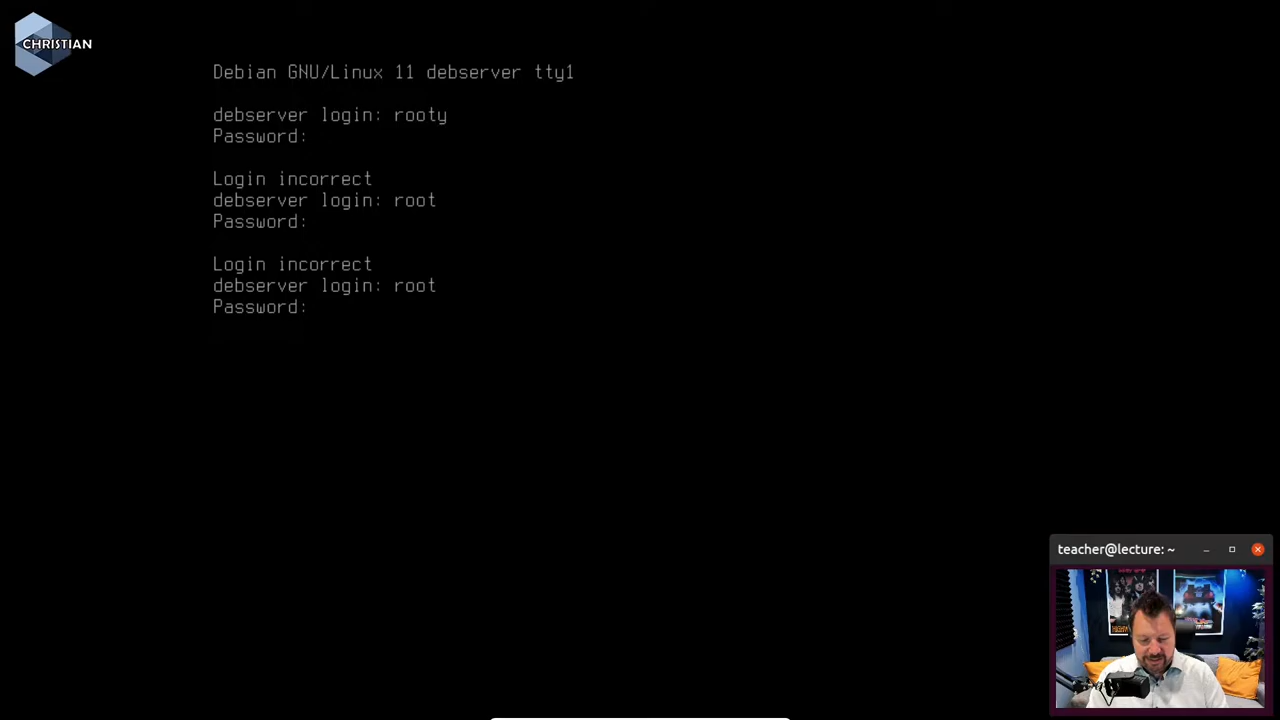 CHRISTIAN
Debian GNU/Linux 11 debserver tty1
debserver login: rooty
Password:
Login incorrect
debserver login: root
Password:
Login incorrect
debserver login: root
Password:
teacher@lecture: ~